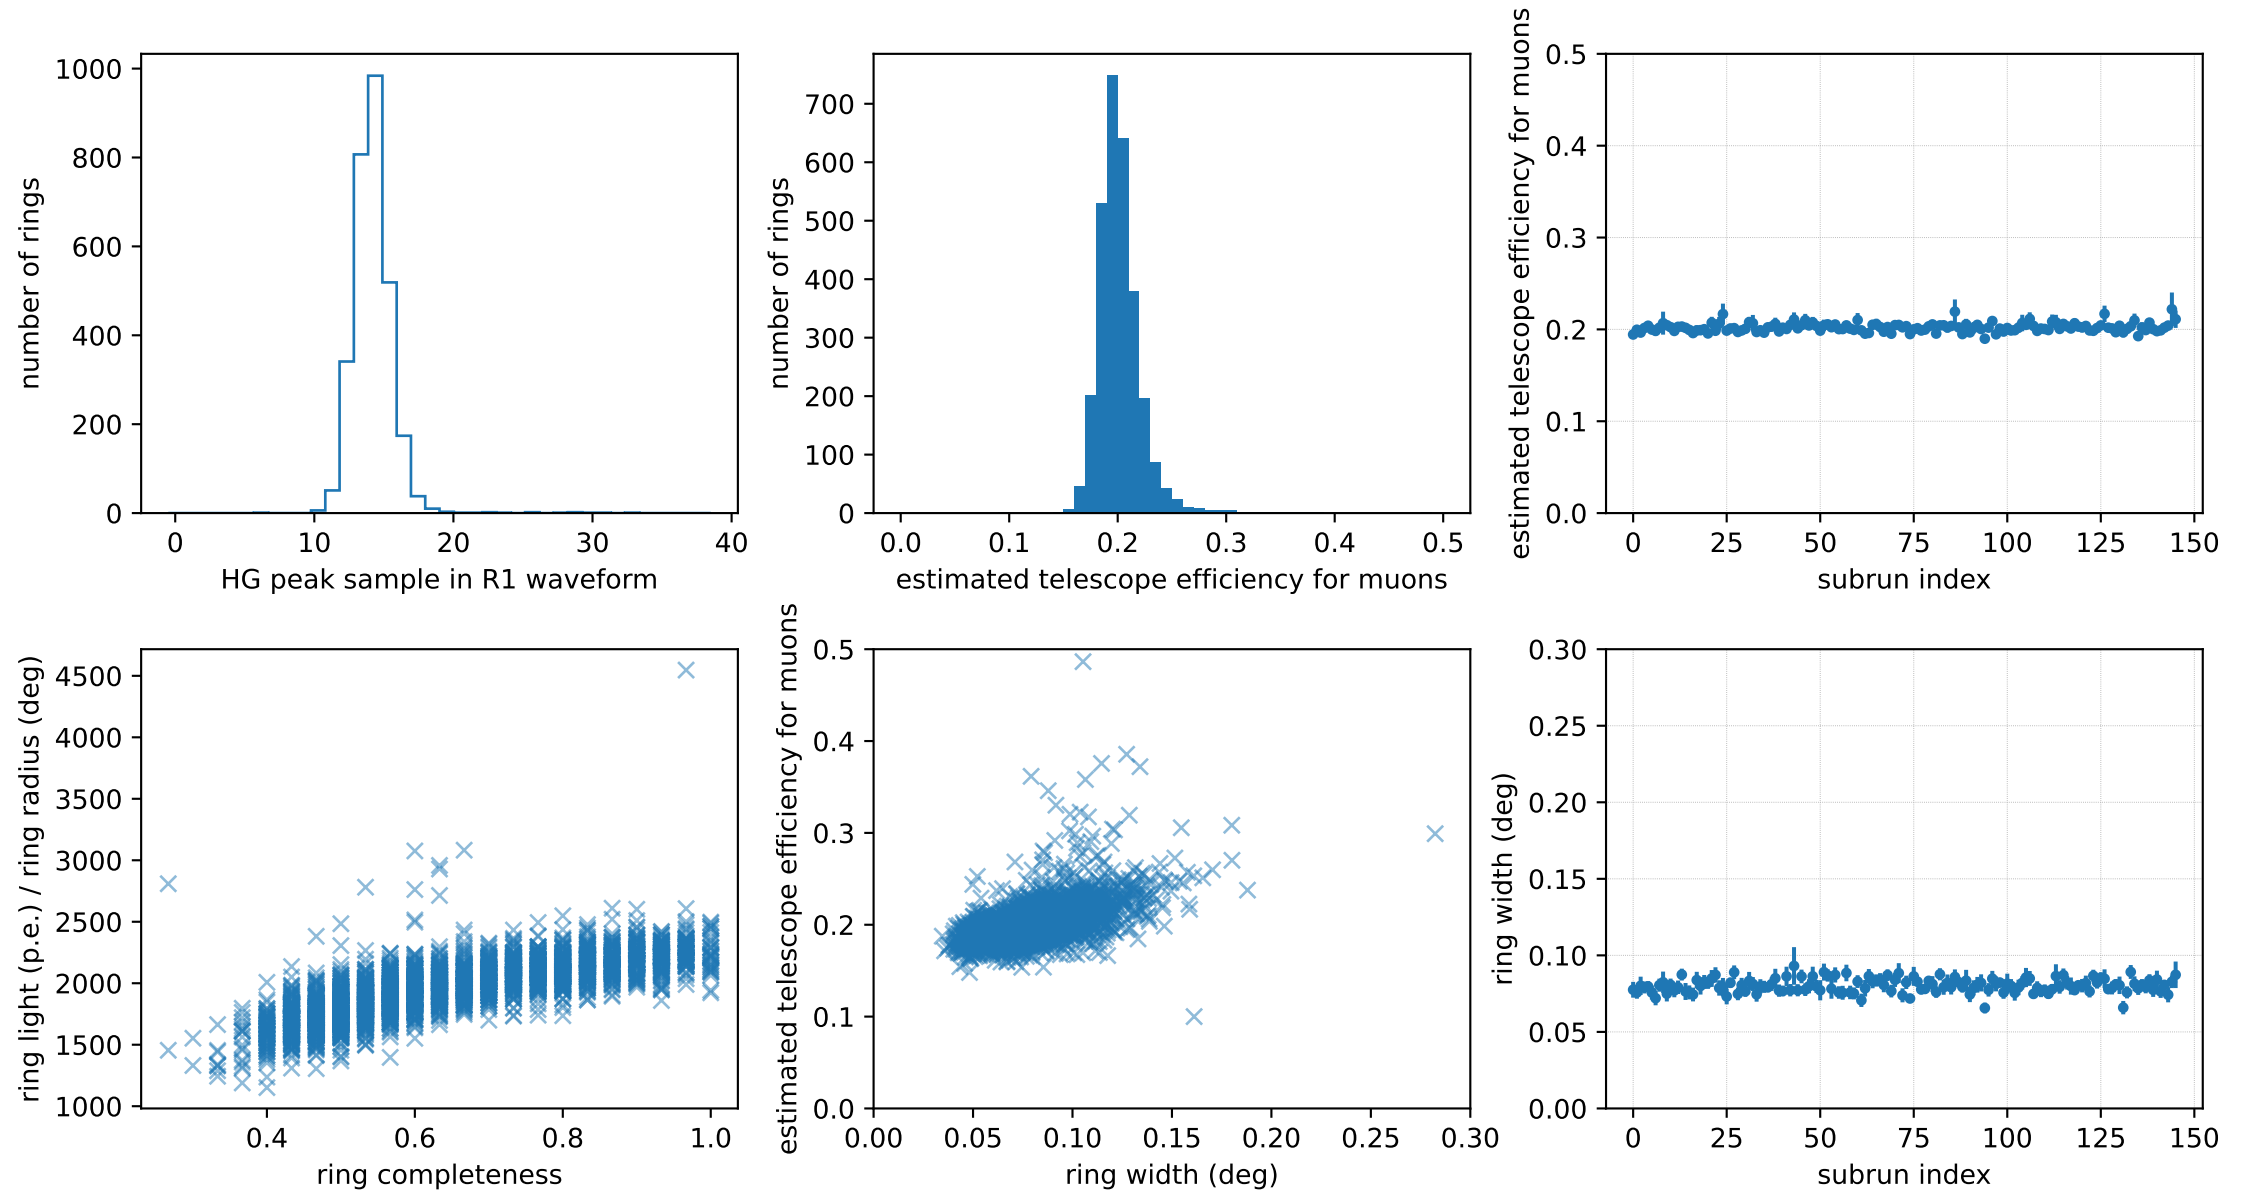 number of rings
1000
800
600
400
200
0
0 10 20 30 40
HG peak sample in R1 waveform
number of rings
700
600
500
400
300
200
100
0
0.0 0.1 0.2 0.3 0.4 0.5
estimated telescope efficiency for muons
estimated telescope efficiency for muons
0.5
0.4
0.3
0.2
0.1
0.0
0 25 50 75 100 125 150
subrun index
ring light (p.e.) / ring radius (deg)
4500
4000
3500
3000
2500
2000
1500
1000
0.4 0.6 0.8 1.0
ring completeness
estimated telescope efficiency for muons
0.5
0.4
0.3
0.2
0.1
0.0
0.00 0.05 0.10 0.15 0.20 0.25 0.30
ring width (deg)
ring width (deg)
0.30
0.25
0.20
0.15
0.10
0.05
0.00
0 25 50 75 100 125 150
subrun index